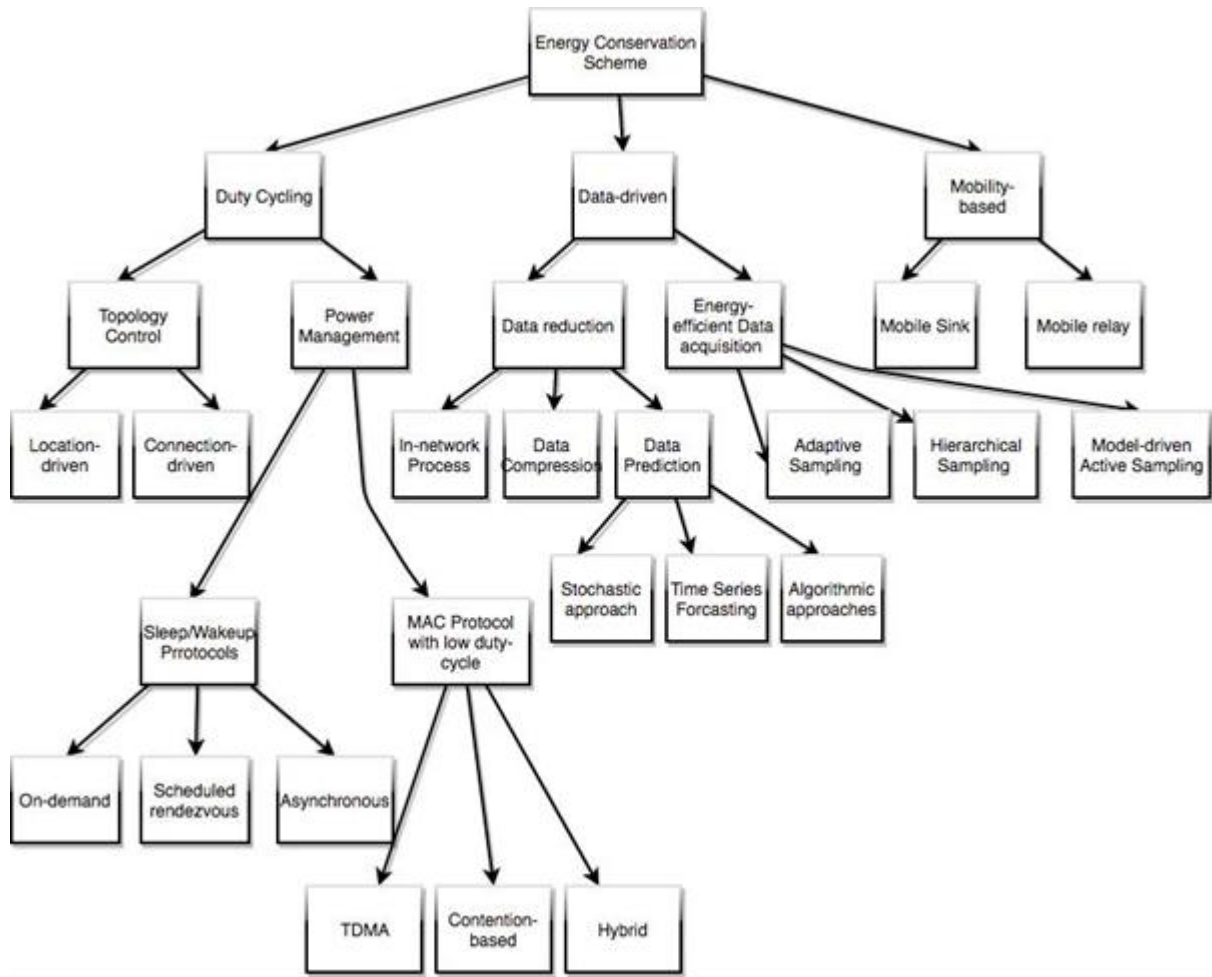 Energy Conservation
Scheme
Duty Cycling
Data-driven
Mobility-
based
Topology
Control
Power
Management
Data reduction
Energy-
efficient Data
acquisition
Mobile Sink
Mobile relay
Location-
driven
Connection-
driven
In-network
Process
Data
Compression
Data
Prediction
Adaptive
Sampling
Hierarchical
Sampling
Model-driven
Active Sampling
Stochastic
approach
Time Series
Forcasting
Algorithmic
approaches
Sleep/Wakeup
Prrotocols
MAC Protocol
with low duty-
cycle
On-demand
Scheduled
rendezvous
Asynchronous
TDMA
Contention-
based
Hybrid